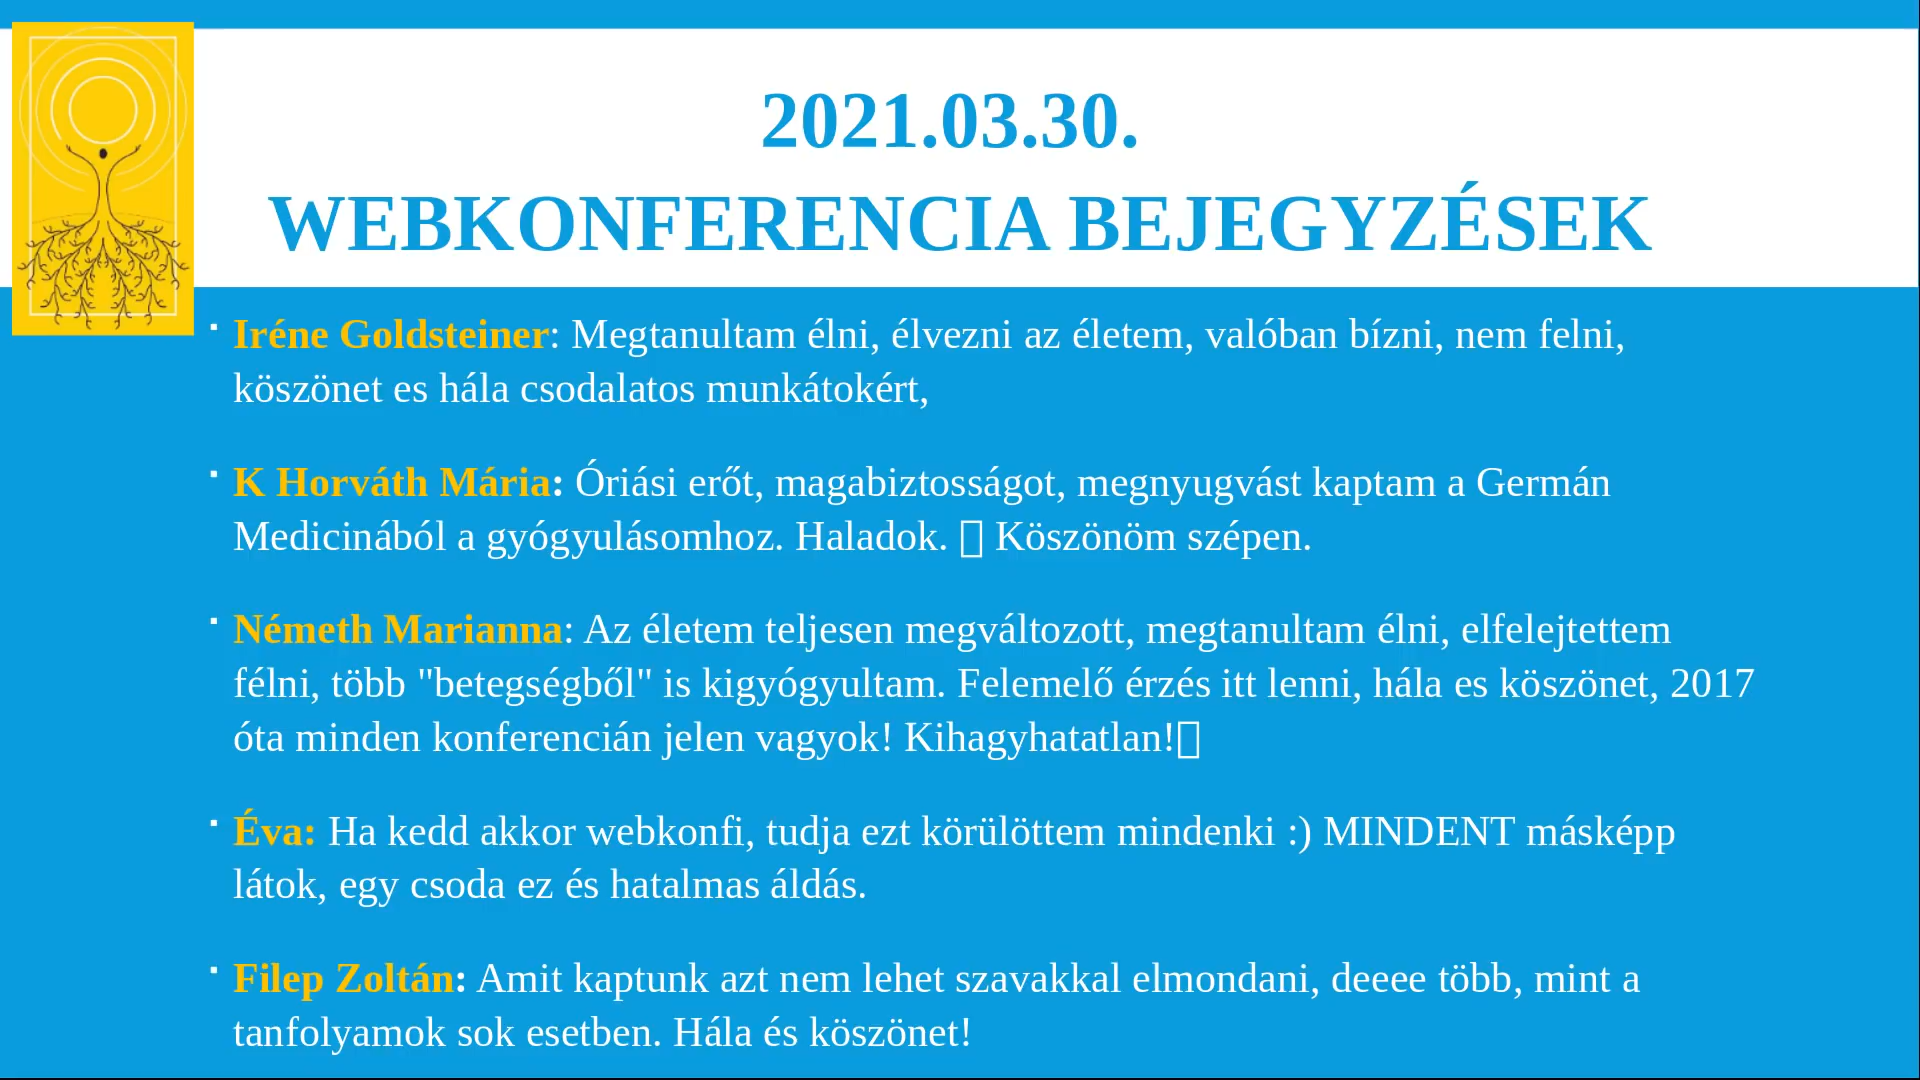 2021.03.30.
WEBKONFERENCIA BEJEGYZÉSEK
Iréne Goldsteiner: Megtanultam élni, élvezni az életem, valóban bízni, nem felni,
köszönet es hála csodalatos munkátokért,
K Horváth Mária: Óriási erőt, magabiztosságot, megnyugvást kaptam a Germán
Medicinából a gyógyulásomhoz. Haladok. Köszönöm szépen.
Németh Marianna: Az életem teljesen megváltozott, megtanultam élni, elfelejtettem
félni, több "betegségből" is kigyógyultam. Felemelő érzés itt lenni, hála es köszönet, 2017
óta minden konferencián jelen vagyok! Kihagyhatatlan!
Éva: Ha kedd akkor webkonfi, tudja ezt körülöttem mindenki :) MINDENT másképp
látok, egy csoda ez és hatalmas áldás.
Filep Zoltán: Amit kaptunk azt nem lehet szavakkal elmondani, deeee több, mint a
tanfolyamok sok esetben. Hála és köszönet!